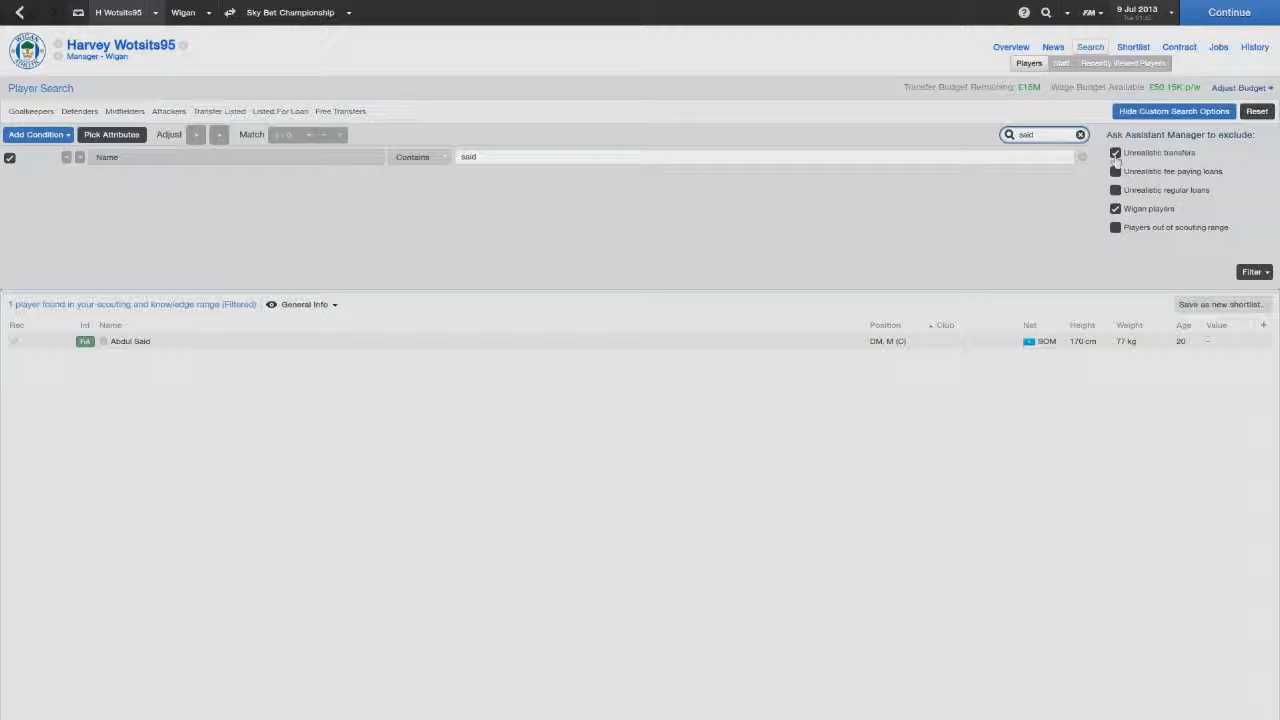 H Wotsits95 Wigan Sky Bet Championship FM 9 Jul 2013 Continue
Harvey Wotsits95
Manager - Wigan
Overview News Search Shortlist Contract Jobs History
Players Staff Recently Viewed Players
Player Search Transfer Budget Remaining: £15M Wage Budget Available £50.15K p/w Adjust Budget
Goalkeepers Defenders Midfielders Attackers Transfer Listed Listed For Loan Free Transfers Hide Custom Search Options Reset
Add Condition Pick Attributes Adjust Match said Ask Assistant Manager to exclude:
Name Contains said Unrealistic transfers
Unrealistic fee paying loans
Unrealistic regular loans
Wigan players
Players out of scouting range
Filter
1 player found in your scouting and knowledge range (Filtered) General Info Save as new shortlist...
Rec Inf Name Position Club Nat Height Weight Age Value +
FrA Abdul Said DM, M (C) SOM 170 cm 77 kg 20 -